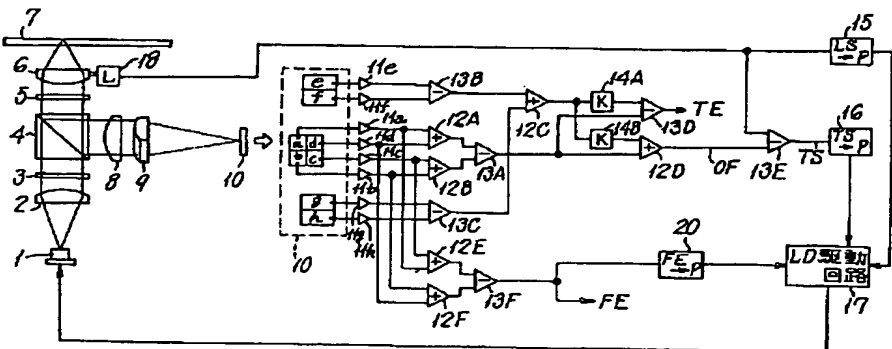 7
6
L
18
5
4
3
2
1
8
9
10
e
f
a
d
b
c
g
h
10
11e
11f
11a
11d
11c
11b
11g
11h
13B
12A
12B
13A
13C
12E
12F
13F
12C
14A
K
14B
K
13D
TE
12D
OF
13E
TS
LS→P
15
TS→P
16
FE→P
20
FE
LD駆動
回路
17